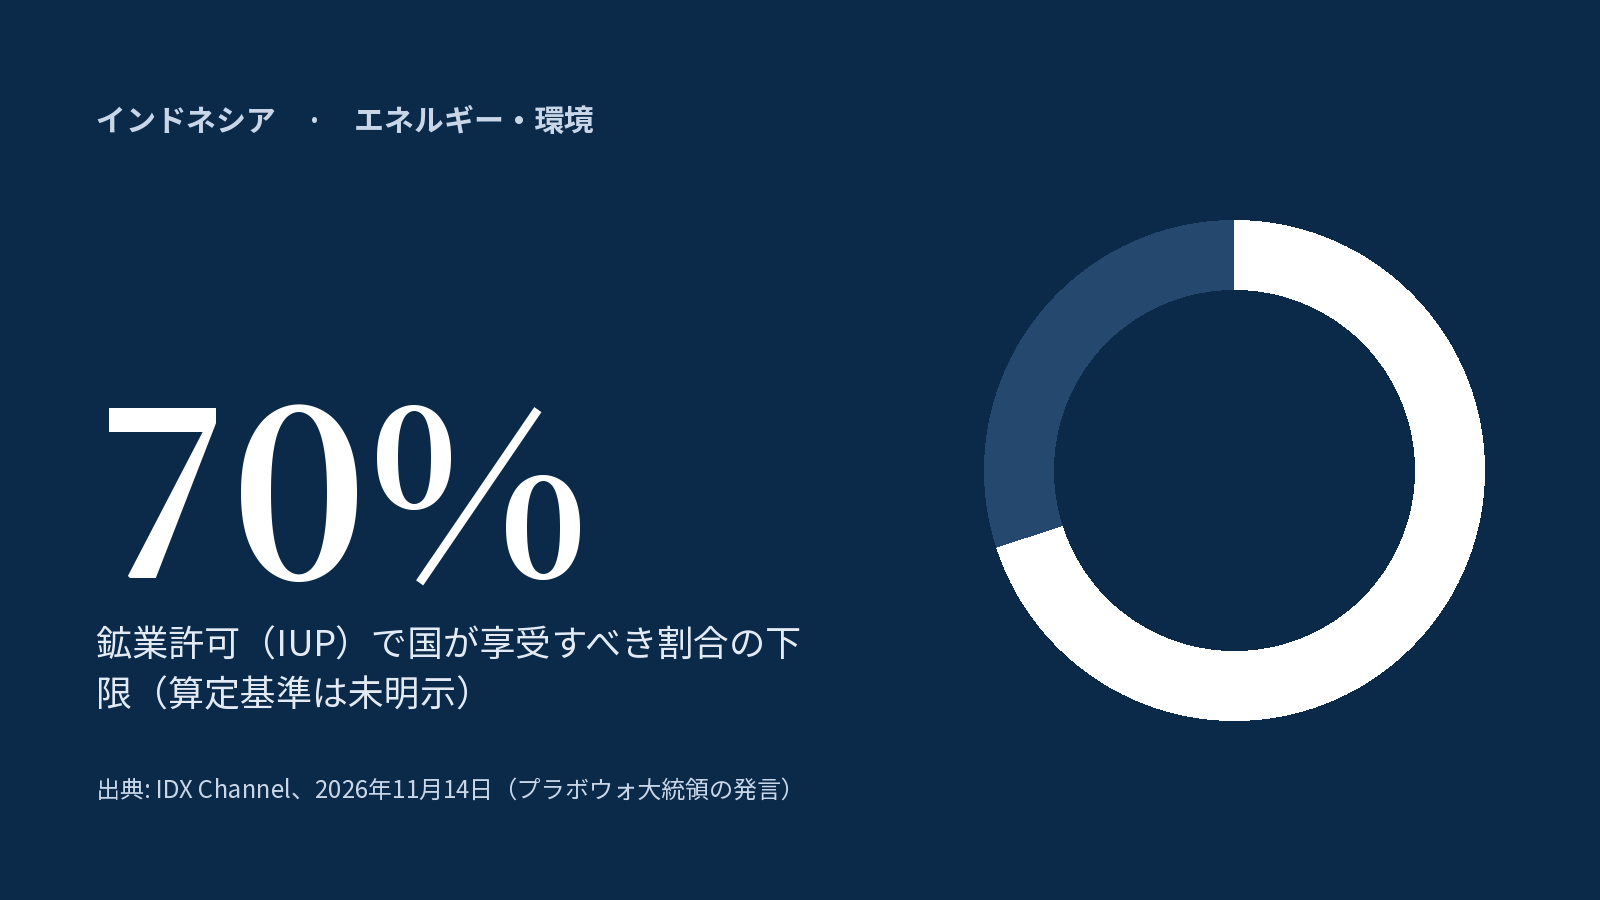 インドネシア · エネルギー・環境
70%
鉱業許可（IUP）で国が享受すべき割合の下
限（算定基準は未明示）
出典: IDX Channel、2026年11月14日（プラボウォ大統領の発言）